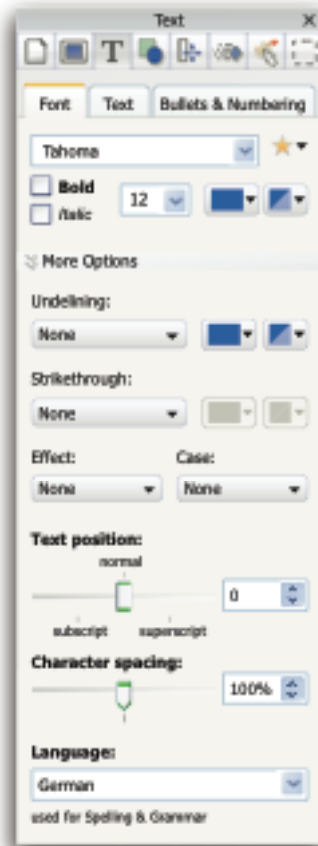 Text
T
Font Text Bullets & Numbering
Tahoma
Bold
Italic
12
More Options
Undelining:
None
Strikethrough:
None
Effect: Case:
None None
Text position:
normal
0
subscript superscript
Character spacing:
100%
Language:
German
used for Spelling & Grammar